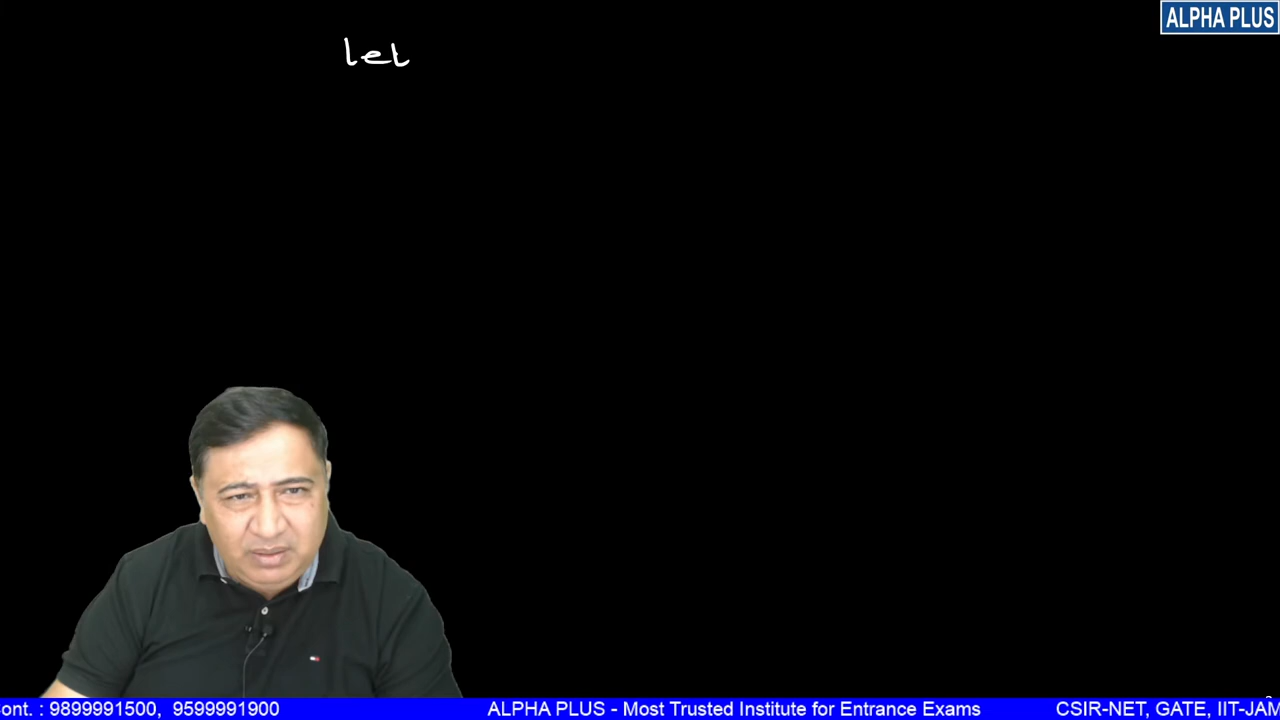 ALPHA PLUS
let
ont. : 9899991500, 9599991900 ALPHA PLUS - Most Trusted Institute for Entrance Exams CSIR-NET, GATE, IIT-JAM